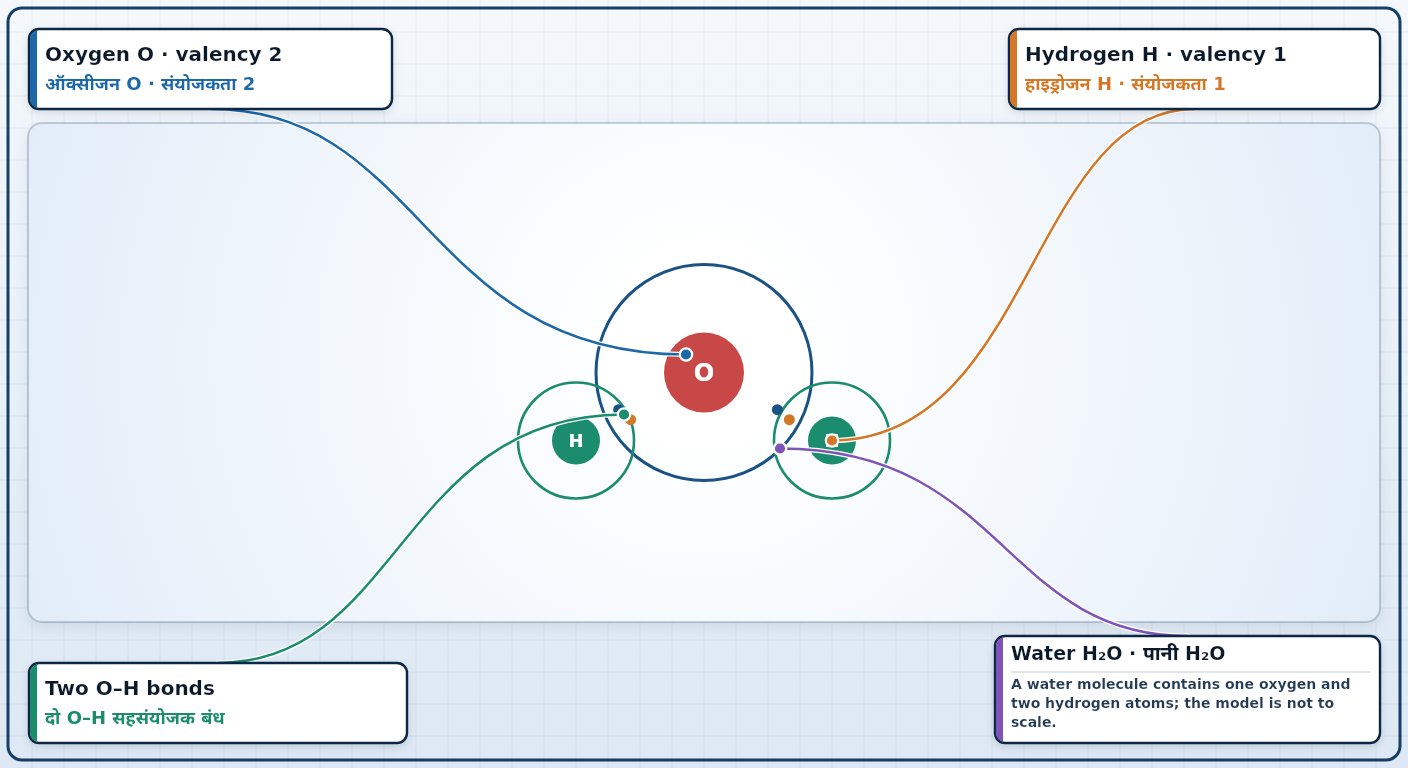 Oxygen O · valency 2
ऑक्सीजन O · संयोजकता 2
Hydrogen H · valency 1
हाइड्रोजन H · संयोजकता 1
O
H
Two O–H bonds
दो O–H सहसंयोजक बंध
Water H₂O · पानी H₂O
A water molecule contains one oxygen and
two hydrogen atoms; the model is not to
scale.